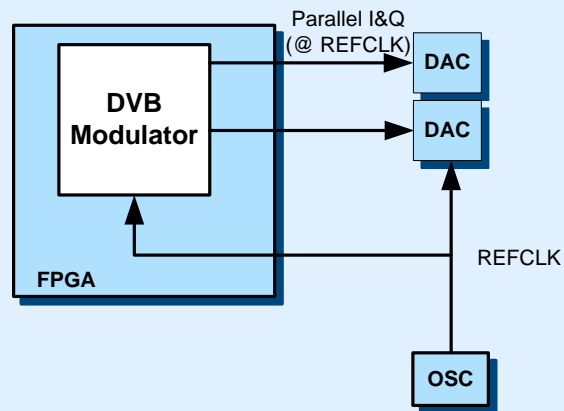 Parallel I&Q
(@ REFCLK)
DAC
DVB
Modulator
DAC
REFCLK
FPGA
OSC